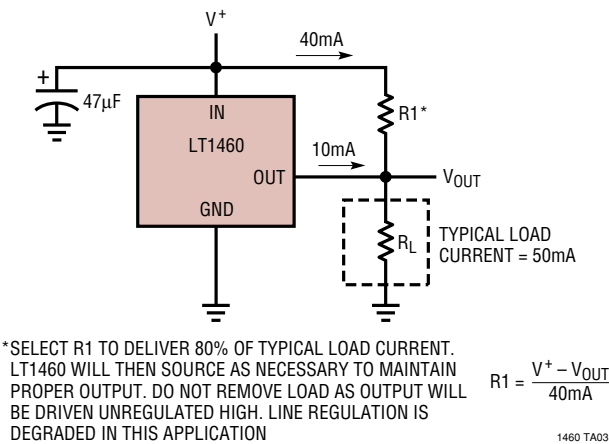 V+
40mA
+
47µF
IN
R1*
LT1460
10mA
OUT
VOUT
GND
RL
TYPICAL LOAD
CURRENT = 50mA
*SELECT R1 TO DELIVER 80% OF TYPICAL LOAD CURRENT.
LT1460 WILL THEN SOURCE AS NECESSARY TO MAINTAIN
PROPER OUTPUT. DO NOT REMOVE LOAD AS OUTPUT WILL
BE DRIVEN UNREGULATED HIGH. LINE REGULATION IS
DEGRADED IN THIS APPLICATION
R1 = V+ – VOUT
40mA
1460 TA03